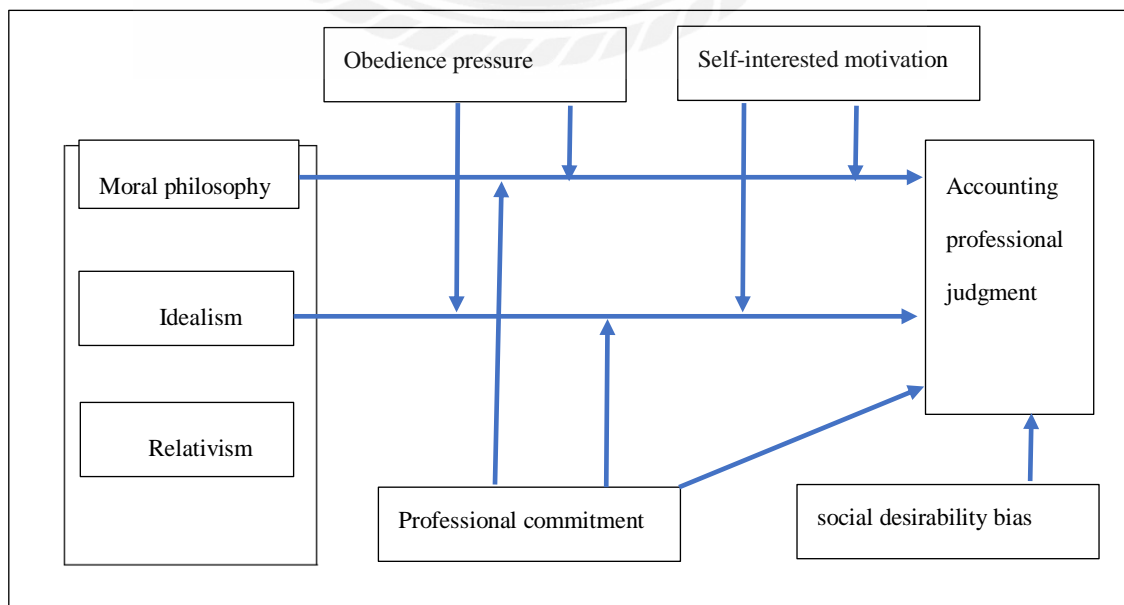 Obedience pressure
Self-interested motivation
Moral philosophy
Accounting
professional
judgment
Idealism
Relativism
Professional commitment
social desirability bias